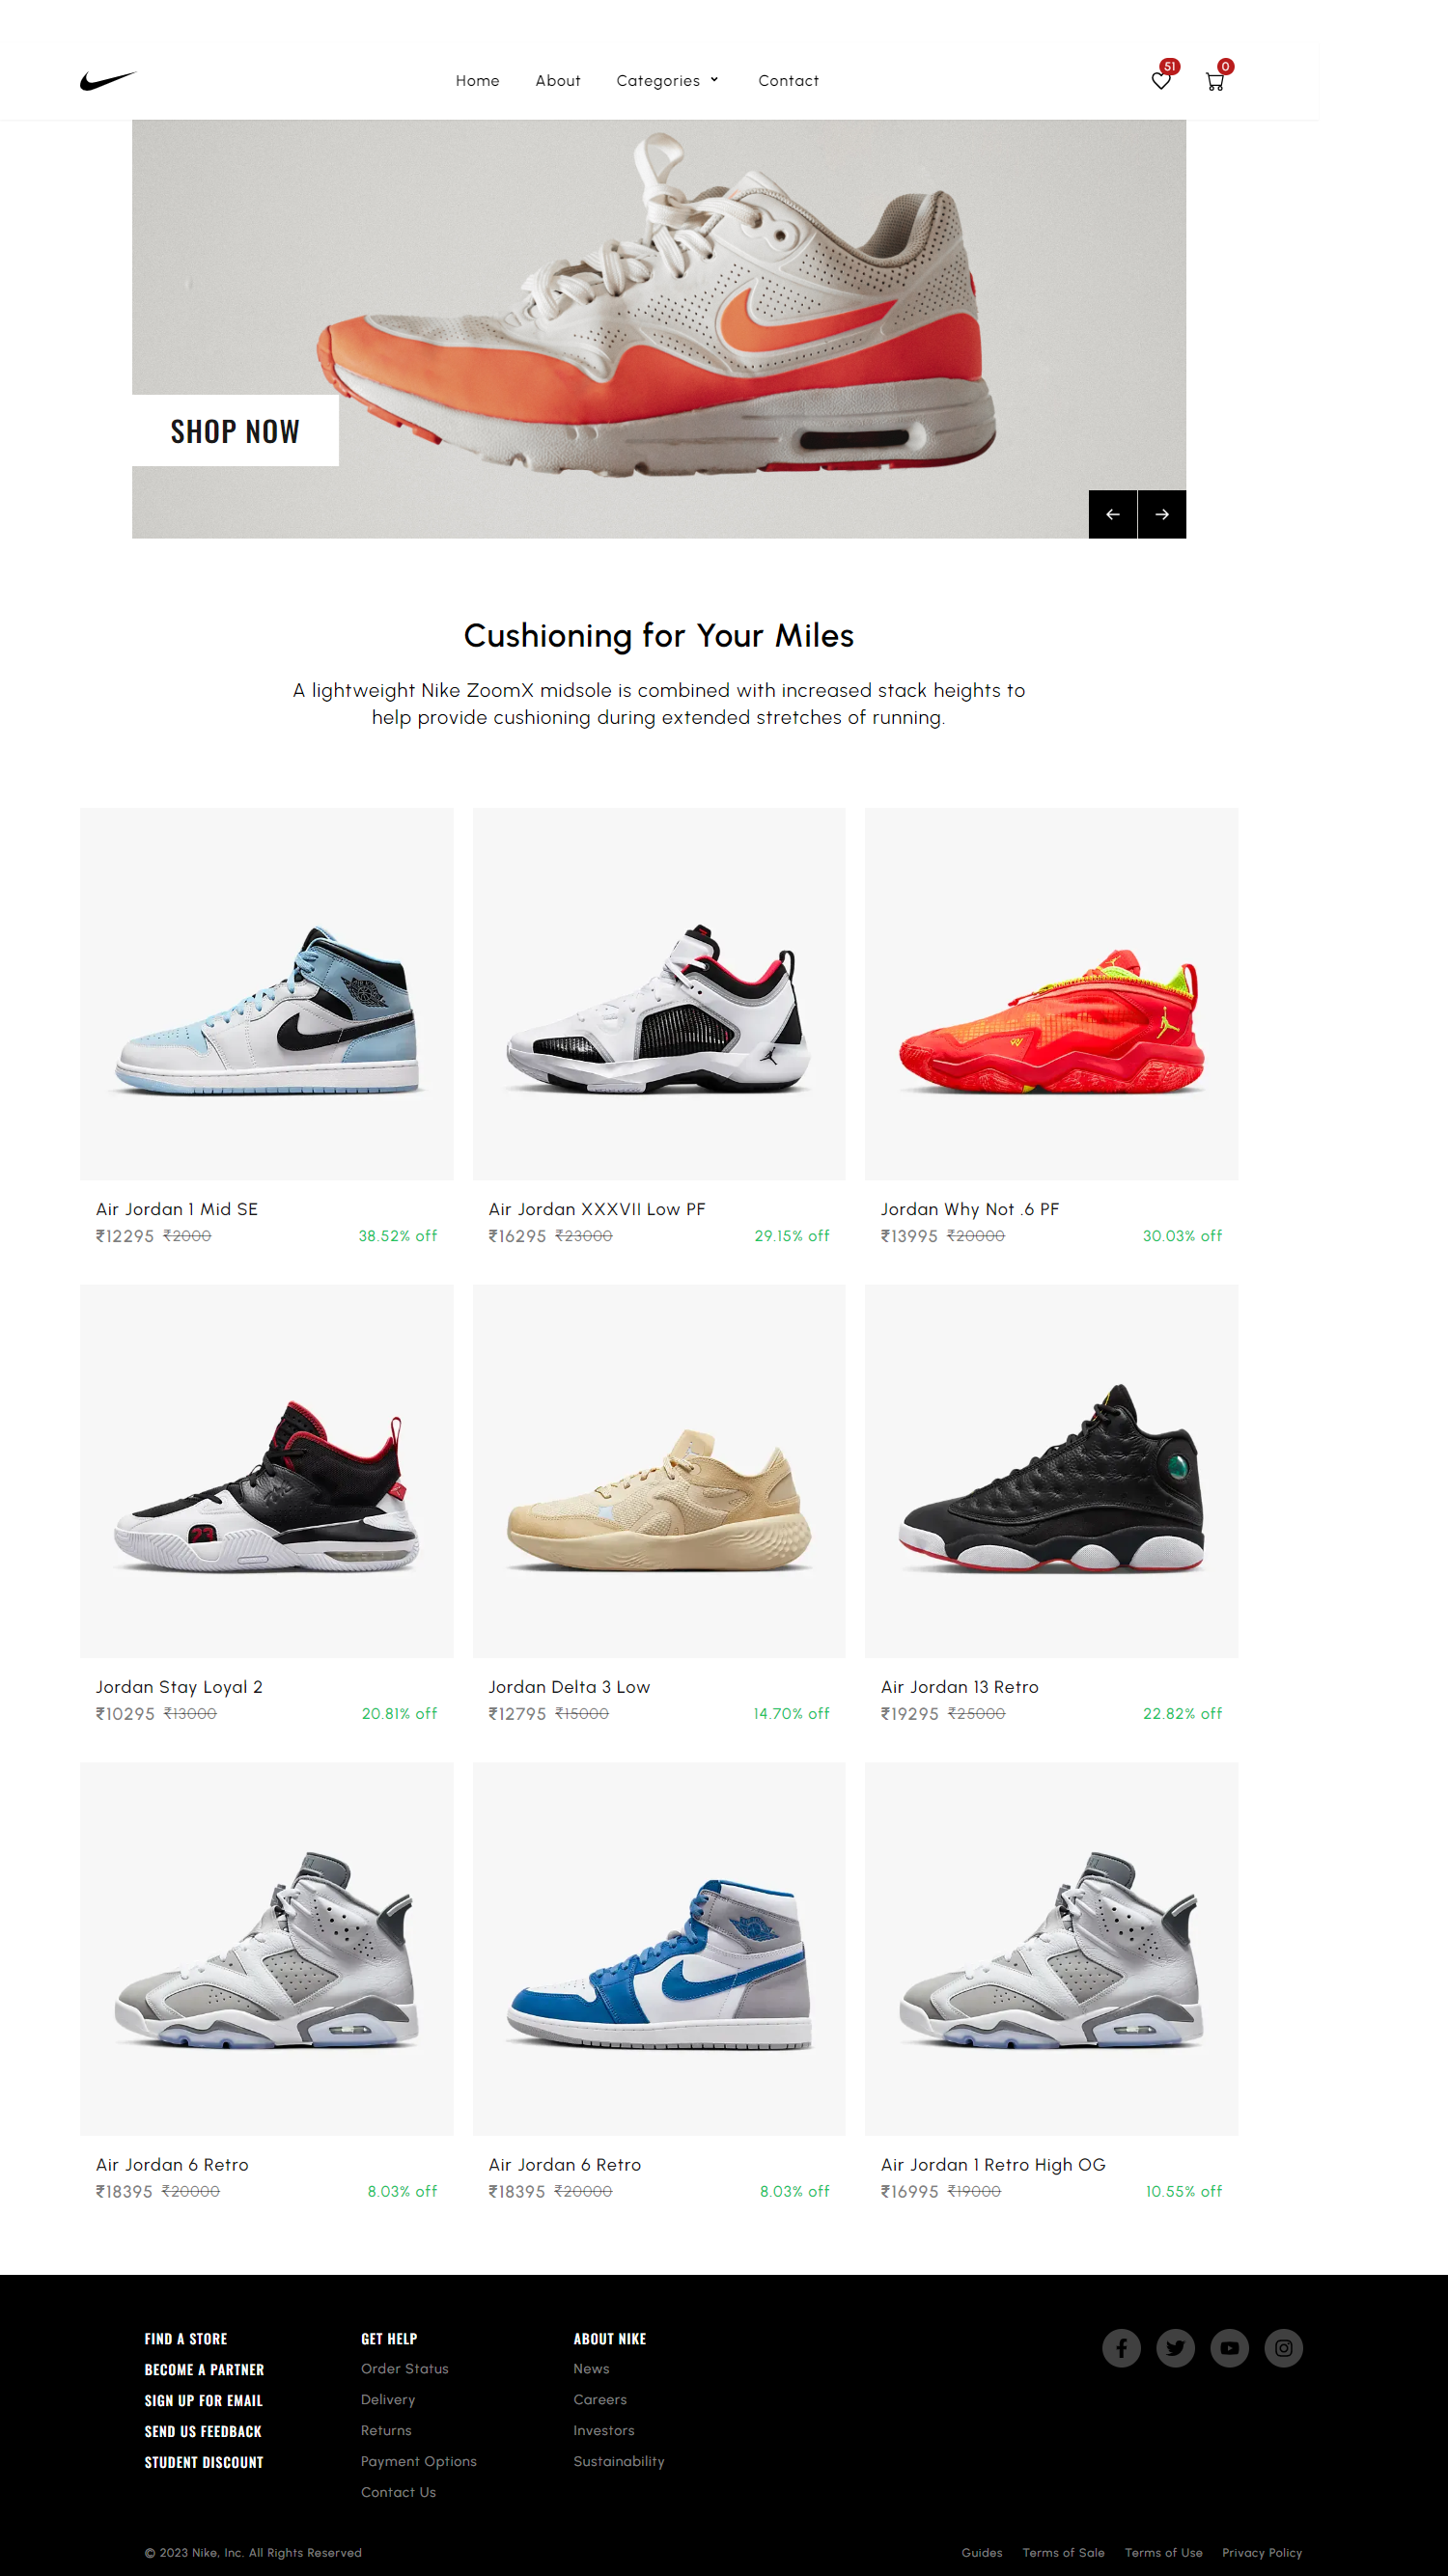 Home About Categories Contact 51 0
SHOP NOW
Cushioning for Your Miles
A lightweight Nike ZoomX midsole is combined with increased stack heights to
help provide cushioning during extended stretches of running.
Air Jordan 1 Mid SE
₹12295 ₹2000 38.52% off
Air Jordan XXXVII Low PF
₹16295 ₹23000 29.15% off
Jordan Why Not .6 PF
₹13995 ₹20000 30.03% off
23
Jordan Stay Loyal 2
₹10295 ₹13000 20.81% off
Jordan Delta 3 Low
₹12795 ₹15000 14.70% off
Air Jordan 13 Retro
₹19295 ₹25000 22.82% off
Air Jordan 6 Retro
₹18395 ₹20000 8.03% off
Air Jordan 6 Retro
₹18395 ₹20000 8.03% off
Air Jordan 1 Retro High OG
₹16995 ₹19000 10.55% off
FIND A STORE
BECOME A PARTNER
SIGN UP FOR EMAIL
SEND US FEEDBACK
STUDENT DISCOUNT
GET HELP
Order Status
Delivery
Returns
Payment Options
Contact Us
ABOUT NIKE
News
Careers
Investors
Sustainability
© 2023 Nike, Inc. All Rights Reserved
Guides Terms of Sale Terms of Use Privacy Policy